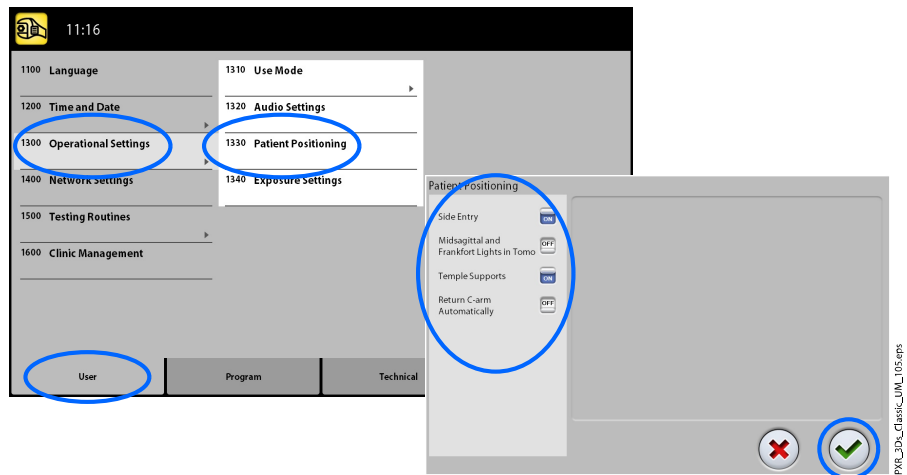 11:16
1100 Language
1200 Time and Date
1300 Operational Settings
1400 Network Settings
1500 Testing Routines
1600 Clinic Management
1310 Use Mode
1320 Audio Settings
1330 Patient Positioning
1340 Exposure Settings
User
Program
Technical
Patient Positioning
Side Entry ON
Midsagittal and
Frankfort Lights in Tomo OFF
Temple Supports ON
Return C-arm
Automatically OFF
PXR_3Ds_Classic_UM_105.eps